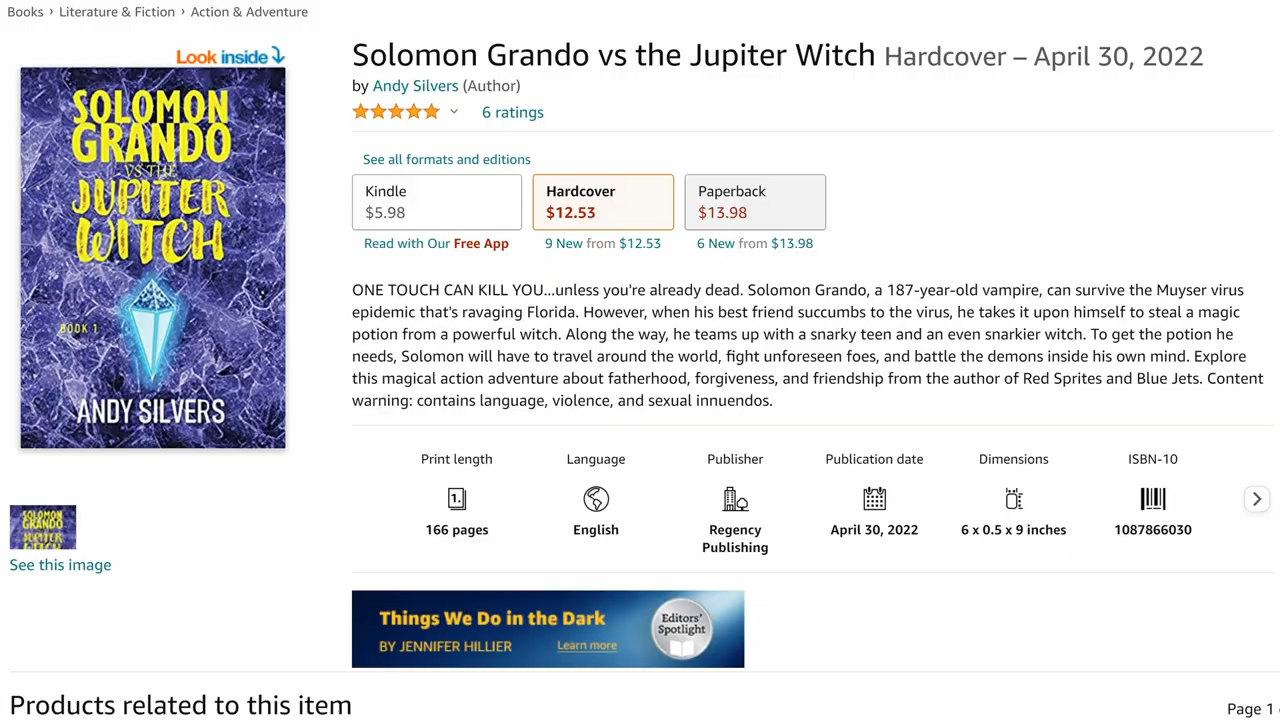 Books › Literature & Fiction › Action & Adventure
Look inside
SOLOMON
GRANDO
VS THE
JUPITER
WITCH
BOOK 1
ANDY SILVERS
SOLOMON
GRANDO
JUPITER
WITCH
See this image
Solomon Grando vs the Jupiter Witch Hardcover – April 30, 2022
by Andy Silvers (Author)
6 ratings
See all formats and editions
Kindle
$5.98
Read with Our Free App
Hardcover
$12.53
9 New from $12.53
Paperback
$13.98
6 New from $13.98
ONE TOUCH CAN KILL YOU...unless you're already dead. Solomon Grando, a 187-year-old vampire, can survive the Muyser virus
epidemic that's ravaging Florida. However, when his best friend succumbs to the virus, he takes it upon himself to steal a magic
potion from a powerful witch. Along the way, he teams up with a snarky teen and an even snarkier witch. To get the potion he
needs, Solomon will have to travel around the world, fight unforeseen foes, and battle the demons inside his own mind. Explore
this magical action adventure about fatherhood, forgiveness, and friendship from the author of Red Sprites and Blue Jets. Content
warning: contains language, violence, and sexual innuendos.
Print length
1.
166 pages
Language
English
Publisher
Regency
Publishing
Publication date
April 30, 2022
Dimensions
6 x 0.5 x 9 inches
ISBN-10
1087866030
Things We Do in the Dark
BY JENNIFER HILLIER
Learn more
Editors'
Spotlight
Products related to this item
Page 1